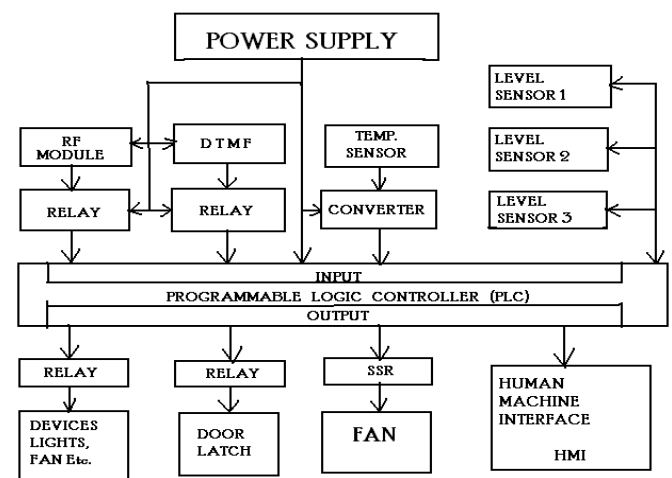 POWER SUPPLY
RF
MODULE
D T M F
TEMP.
SENSOR
LEVEL
SENSOR 1
LEVEL
SENSOR 2
LEVEL
SENSOR 3
RELAY
RELAY
CONVERTER
INPUT
PROGRAMMABLE LOGIC CONTROLLER (PLC)
OUTPUT
RELAY
RELAY
SSR
DEVICES
LIGHTS,
FAN Etc.
DOOR
LATCH
FAN
HUMAN
MACHINE
INTERFACE
HMI